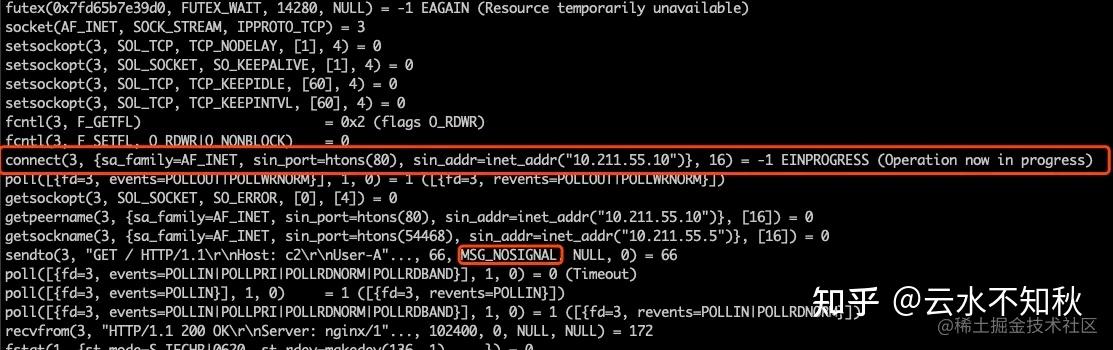 futex(0x7fd65b7e39d0, FUTEX_WAIT, 14280, NULL) = -1 EAGAIN (Resource temporarily unavailable)
socket(AF_INET, SOCK_STREAM, IPPROTO_TCP) = 3
setsockopt(3, SOL_TCP, TCP_NODELAY, [1], 4) = 0
setsockopt(3, SOL_SOCKET, SO_KEEPALIVE, [1], 4) = 0
setsockopt(3, SOL_TCP, TCP_KEEPIDLE, [60], 4) = 0
setsockopt(3, SOL_TCP, TCP_KEEPINTVL, [60], 4) = 0
fcntl(3, F_GETFL) = 0x2 (flags O_RDWR)
fcntl(3, F_SETFL, O_RDWR|O_NONBLOCK) = 0
connect(3, {sa_family=AF_INET, sin_port=htons(80), sin_addr=inet_addr("10.211.55.10")}, 16) = -1 EINPROGRESS (Operation now in progress)
poll([{fd=3, events=POLLOUT|POLLWRNORM}], 1, 0) = 1 ([{fd=3, revents=POLLOUT|POLLWRNORM}])
getsockopt(3, SOL_SOCKET, SO_ERROR, [0], [4]) = 0
getpeername(3, {sa_family=AF_INET, sin_port=htons(80), sin_addr=inet_addr("10.211.55.10")}, [16]) = 0
getsockname(3, {sa_family=AF_INET, sin_port=htons(54468), sin_addr=inet_addr("10.211.55.5")}, [16]) = 0
sendto(3, "GET / HTTP/1.1\r\nHost: c2\r\nUser-A"..., 66, MSG_NOSIGNAL, NULL, 0) = 66
poll([{fd=3, events=POLLIN|POLLPRI|POLLRDNORM|POLLRDBAND}], 1, 0) = 0 (Timeout)
poll([{fd=3, events=POLLIN}], 1, 0) = 1 ([{fd=3, revents=POLLIN}])
poll([{fd=3, events=POLLIN|POLLPRI|POLLRDNORM|POLLRDBAND}], 1, 0) = 1 ([{fd=3, revents=POLLIN|POLLRDNORM}])
recvfrom(3, "HTTP/1.1 200 OK\r\nServer: nginx/1"..., 102400, 0, NULL, NULL) = 172
知乎 @云水不知秋
@稀土掘金技术社区